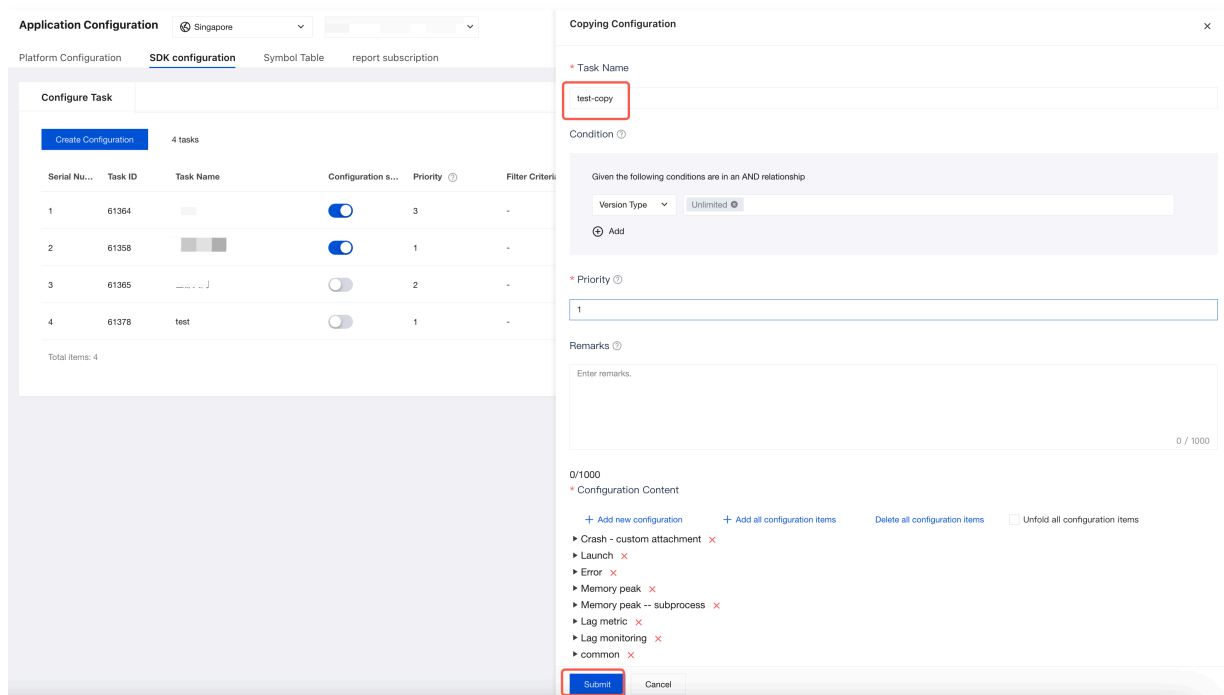 Application Configuration Singapore
Platform Configuration SDK configuration Symbol Table report subscription
Configure Task
Create Configuration 4 tasks
Serial Nu... Task ID Task Name Configuration s... Priority Filter Criteria
1 61364 3 -
2 61358 1 -
3 61365 2 -
4 61378 test 1 -
Total items: 4
Copying Configuration
* Task Name
test-copy
Condition
Given the following conditions are in an AND relationship
Version Type Unlimited
Add
* Priority
1
Remarks
Enter remarks.
0 / 1000
0/1000
* Configuration Content
+ Add new configuration + Add all configuration items Delete all configuration items Unfold all configuration items
Crash - custom attachment
Launch
Error
Memory peak
Memory peak -- subprocess
Lag metric
Lag monitoring
common
Submit Cancel